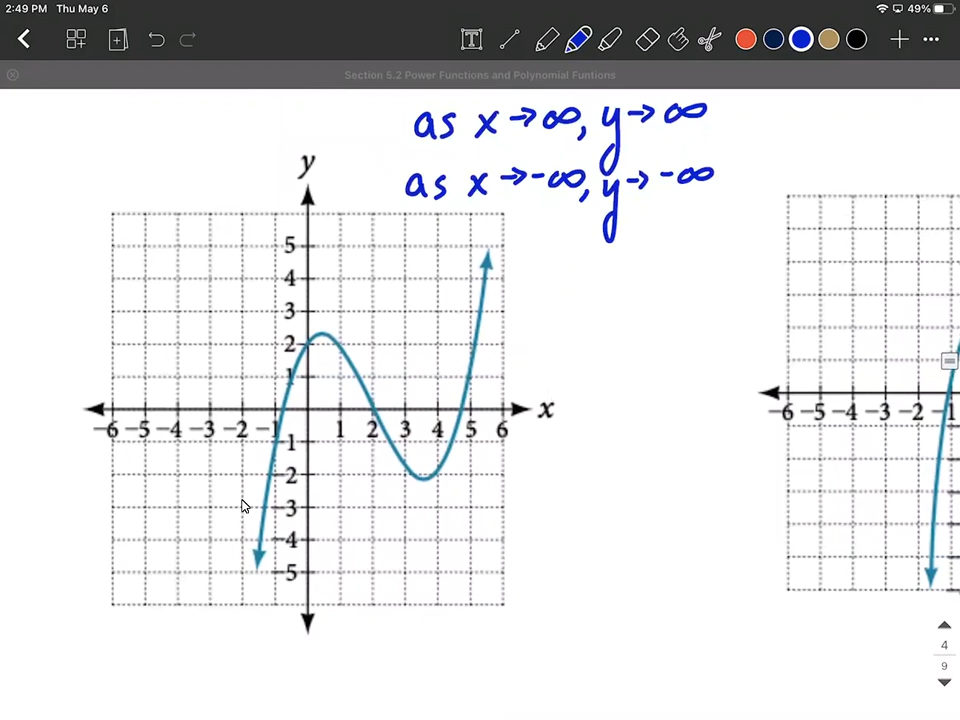 2:49 PM Thu May 6
49%
Section 5.2 Power Functions and Polynomial Funtions
as x→∞, y→∞
as x→-∞, y→-∞
y
5
4
3
2
1
x
-6 -5 -4 -3 -2 -1 1 2 3 4 5 6
-1
-2
-3
-4
-5
-6 -5 -4 -3 -2 -1
4
9